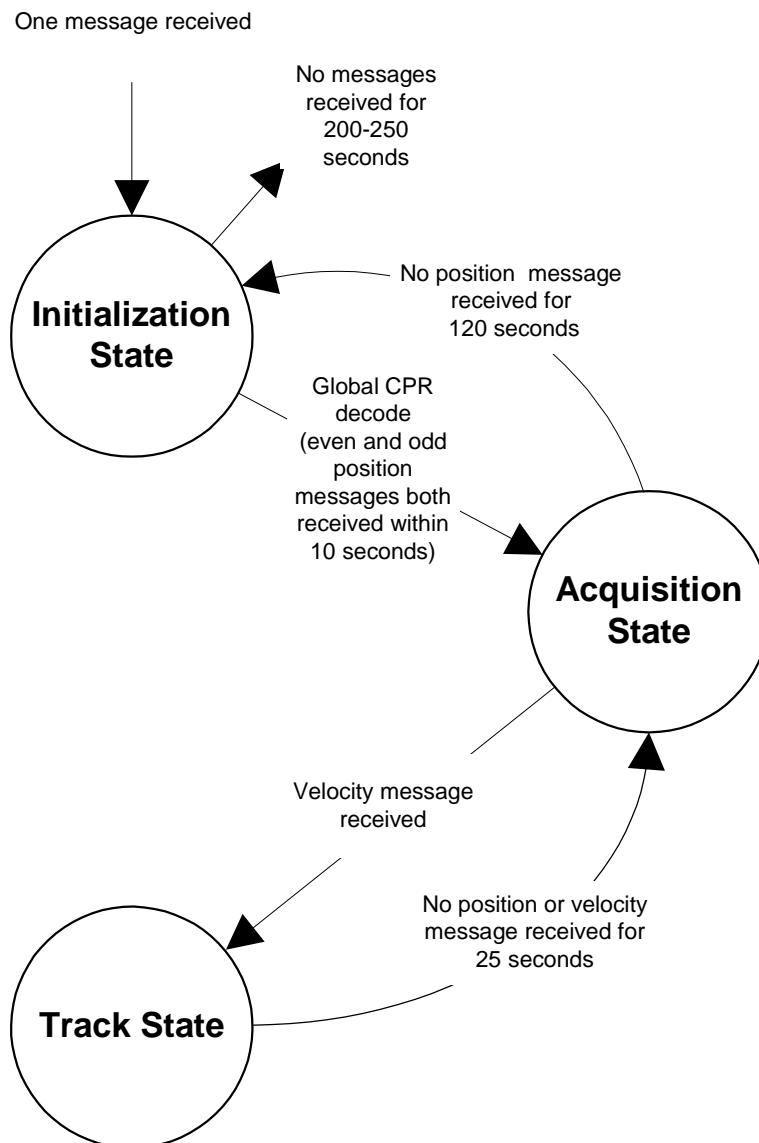 One message received
No messages
received for
200-250
seconds
No position message
received for
120 seconds
Initialization
State
Global CPR
decode
(even and odd
position
messages both
received within
10 seconds)
Acquisition
State
Velocity message
received
No position or velocity
message received for
25 seconds
Track State